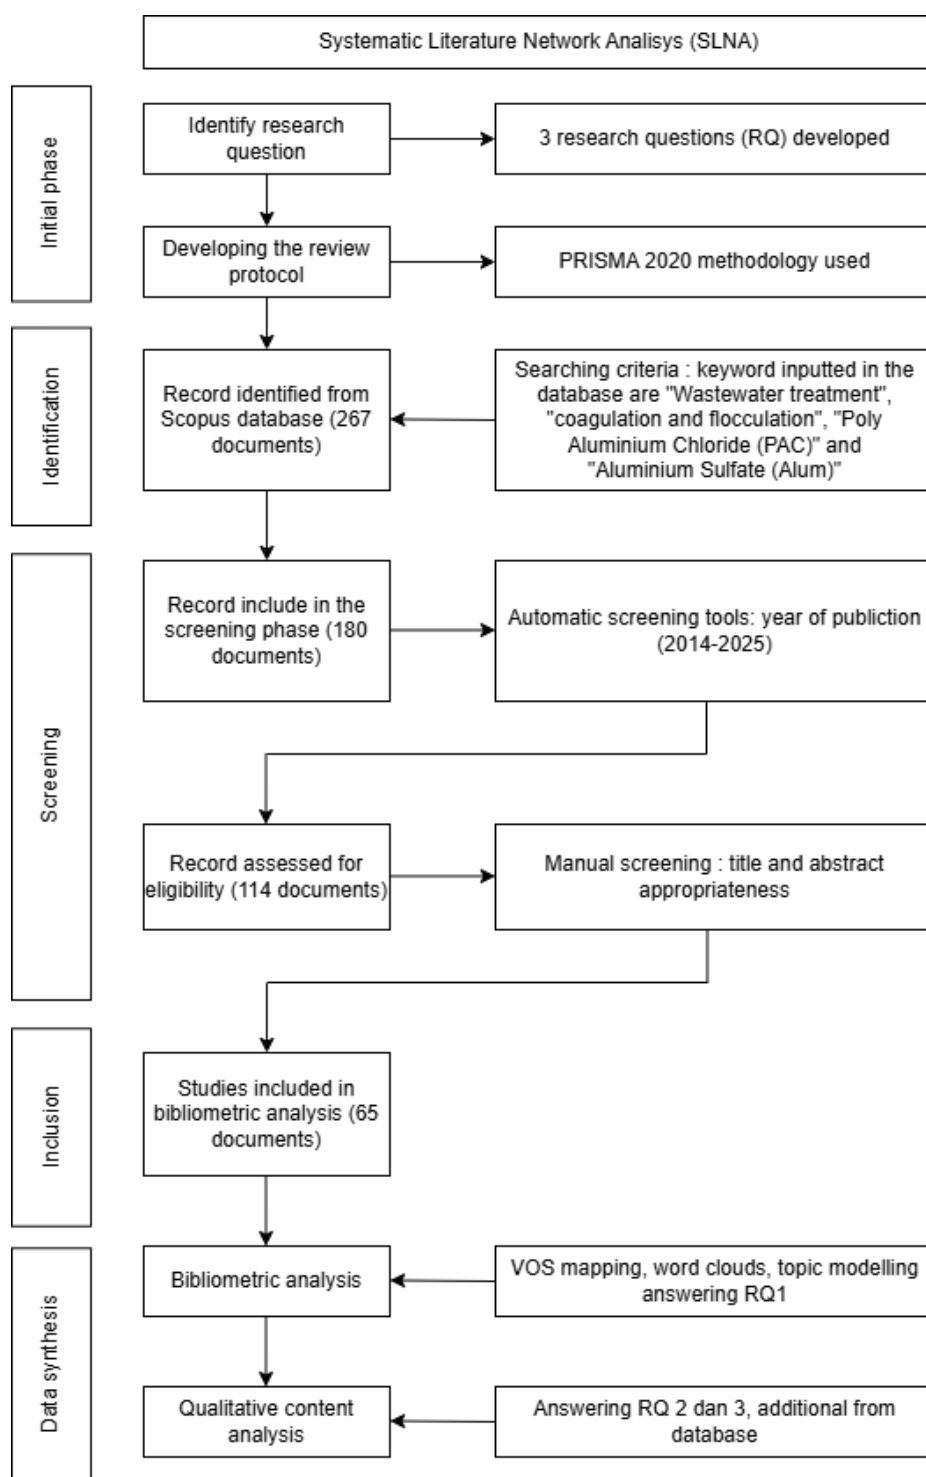 Systematic Literature Network Analisys (SLNA)
Initial phase
Identify research
question
3 research questions (RQ) developed
Developing the review
protocol
PRISMA 2020 methodology used
Identification
Record identified from
Scopus database (267
documents)
Searching criteria : keyword inputted in the
database are "Wastewater treatment",
"coagulation and flocculation", "Poly
Aluminium Chloride (PAC)" and
"Aluminium Sulfate (Alum)"
Screening
Record include in the
screening phase (180
documents)
Automatic screening tools: year of publiction
(2014-2025)
Record assessed for
eligibility (114 documents)
Manual screening : title and abstract
appropriateness
Inclusion
Studies included in
bibliometric analysis (65
documents)
Data synthesis
Bibliometric analysis
VOS mapping, word clouds, topic modelling
answering RQ1
Qualitative content
analysis
Answering RQ 2 dan 3, additional from
database